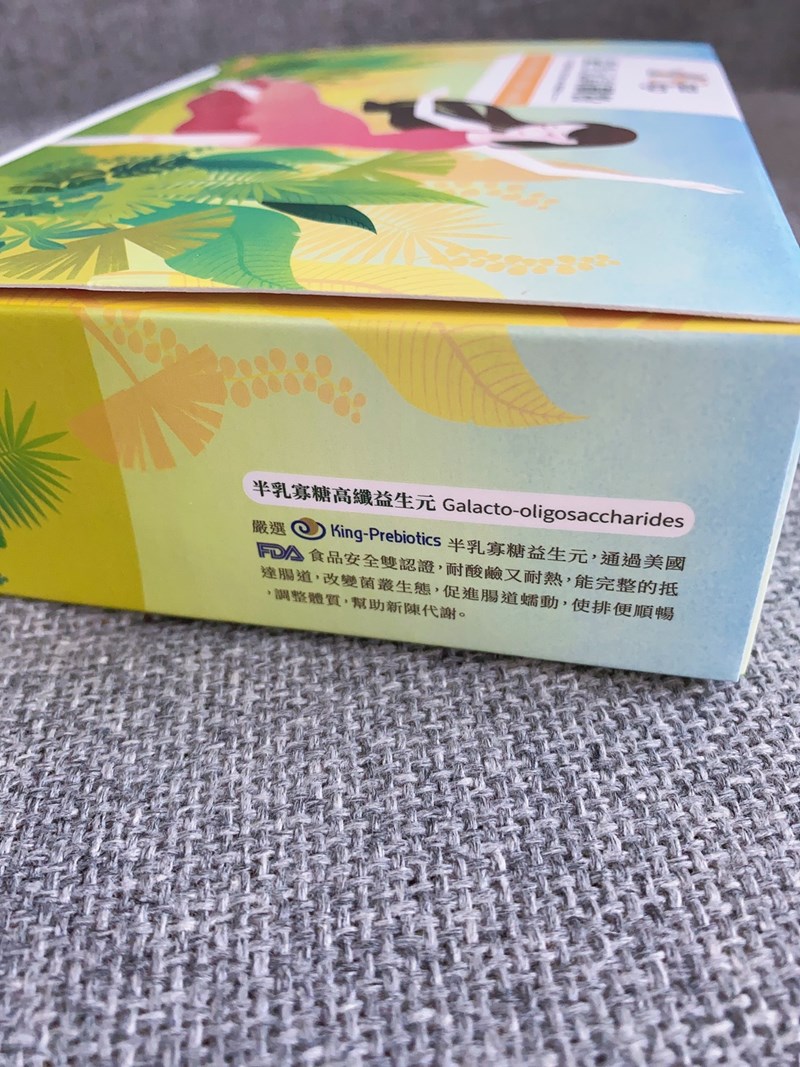 半乳寡糖高纖益生元 Galacto-oligosaccharides
嚴選 King-Prebiotics 半乳寡糖益生元，通過美國
FDA 食品安全雙認證，耐酸鹼又耐熱，能完整的抵
達腸道，改變菌叢生態，促進腸道蠕動，使排便順暢
，調整體質，幫助新陳代謝。